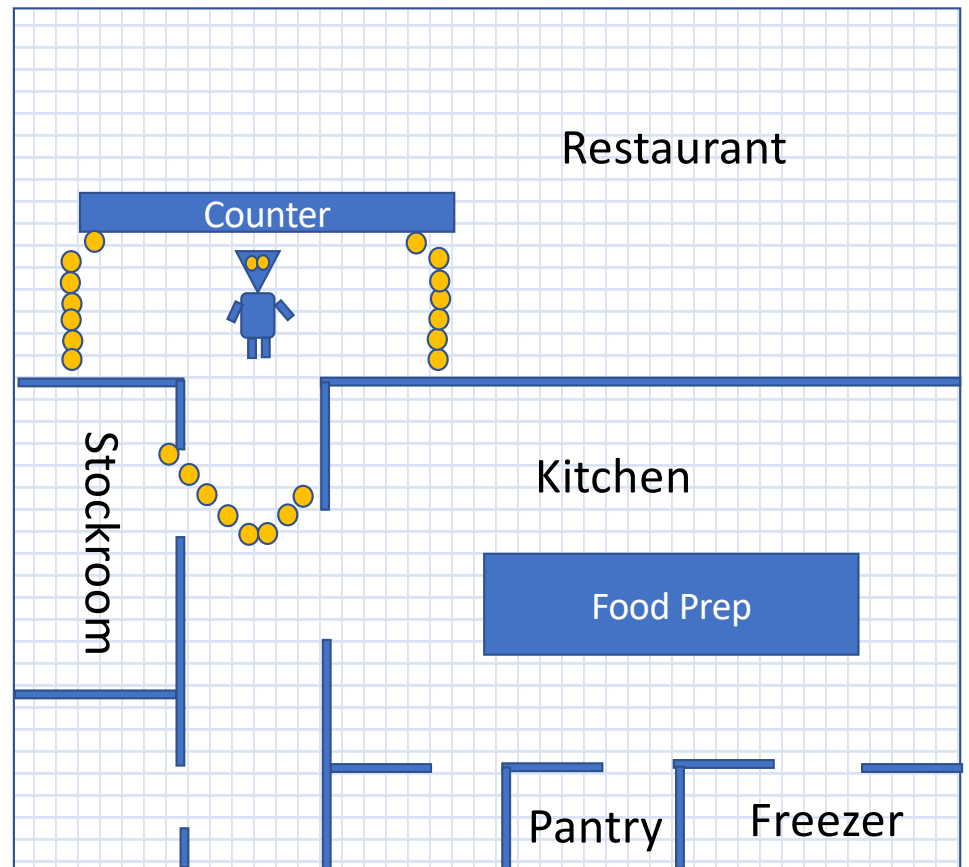 Restaurant
Counter
Stockroom
Kitchen
Food Prep
Pantry
Freezer